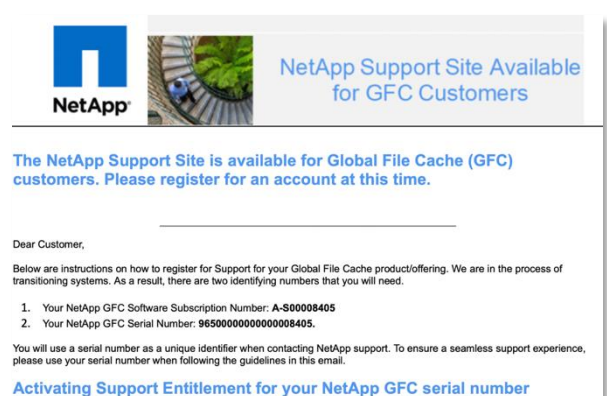 NetApp®
NetApp Support Site Available
for GFC Customers
The NetApp Support Site is available for Global File Cache (GFC)
customers. Please register for an account at this time.
Dear Customer,
Below are instructions on how to register for Support for your Global File Cache product/offering. We are in the process of
transitioning systems. As a result, there are two identifying numbers that you will need.
1. Your NetApp GFC Software Subscription Number: A-S00008405
2. Your NetApp GFC Serial Number: 96500000000000008405.
You will use a serial number as a unique identifier when contacting NetApp support. To ensure a seamless support experience,
please use your serial number when following the guidelines in this email.
Activating Support Entitlement for your NetApp GFC serial number